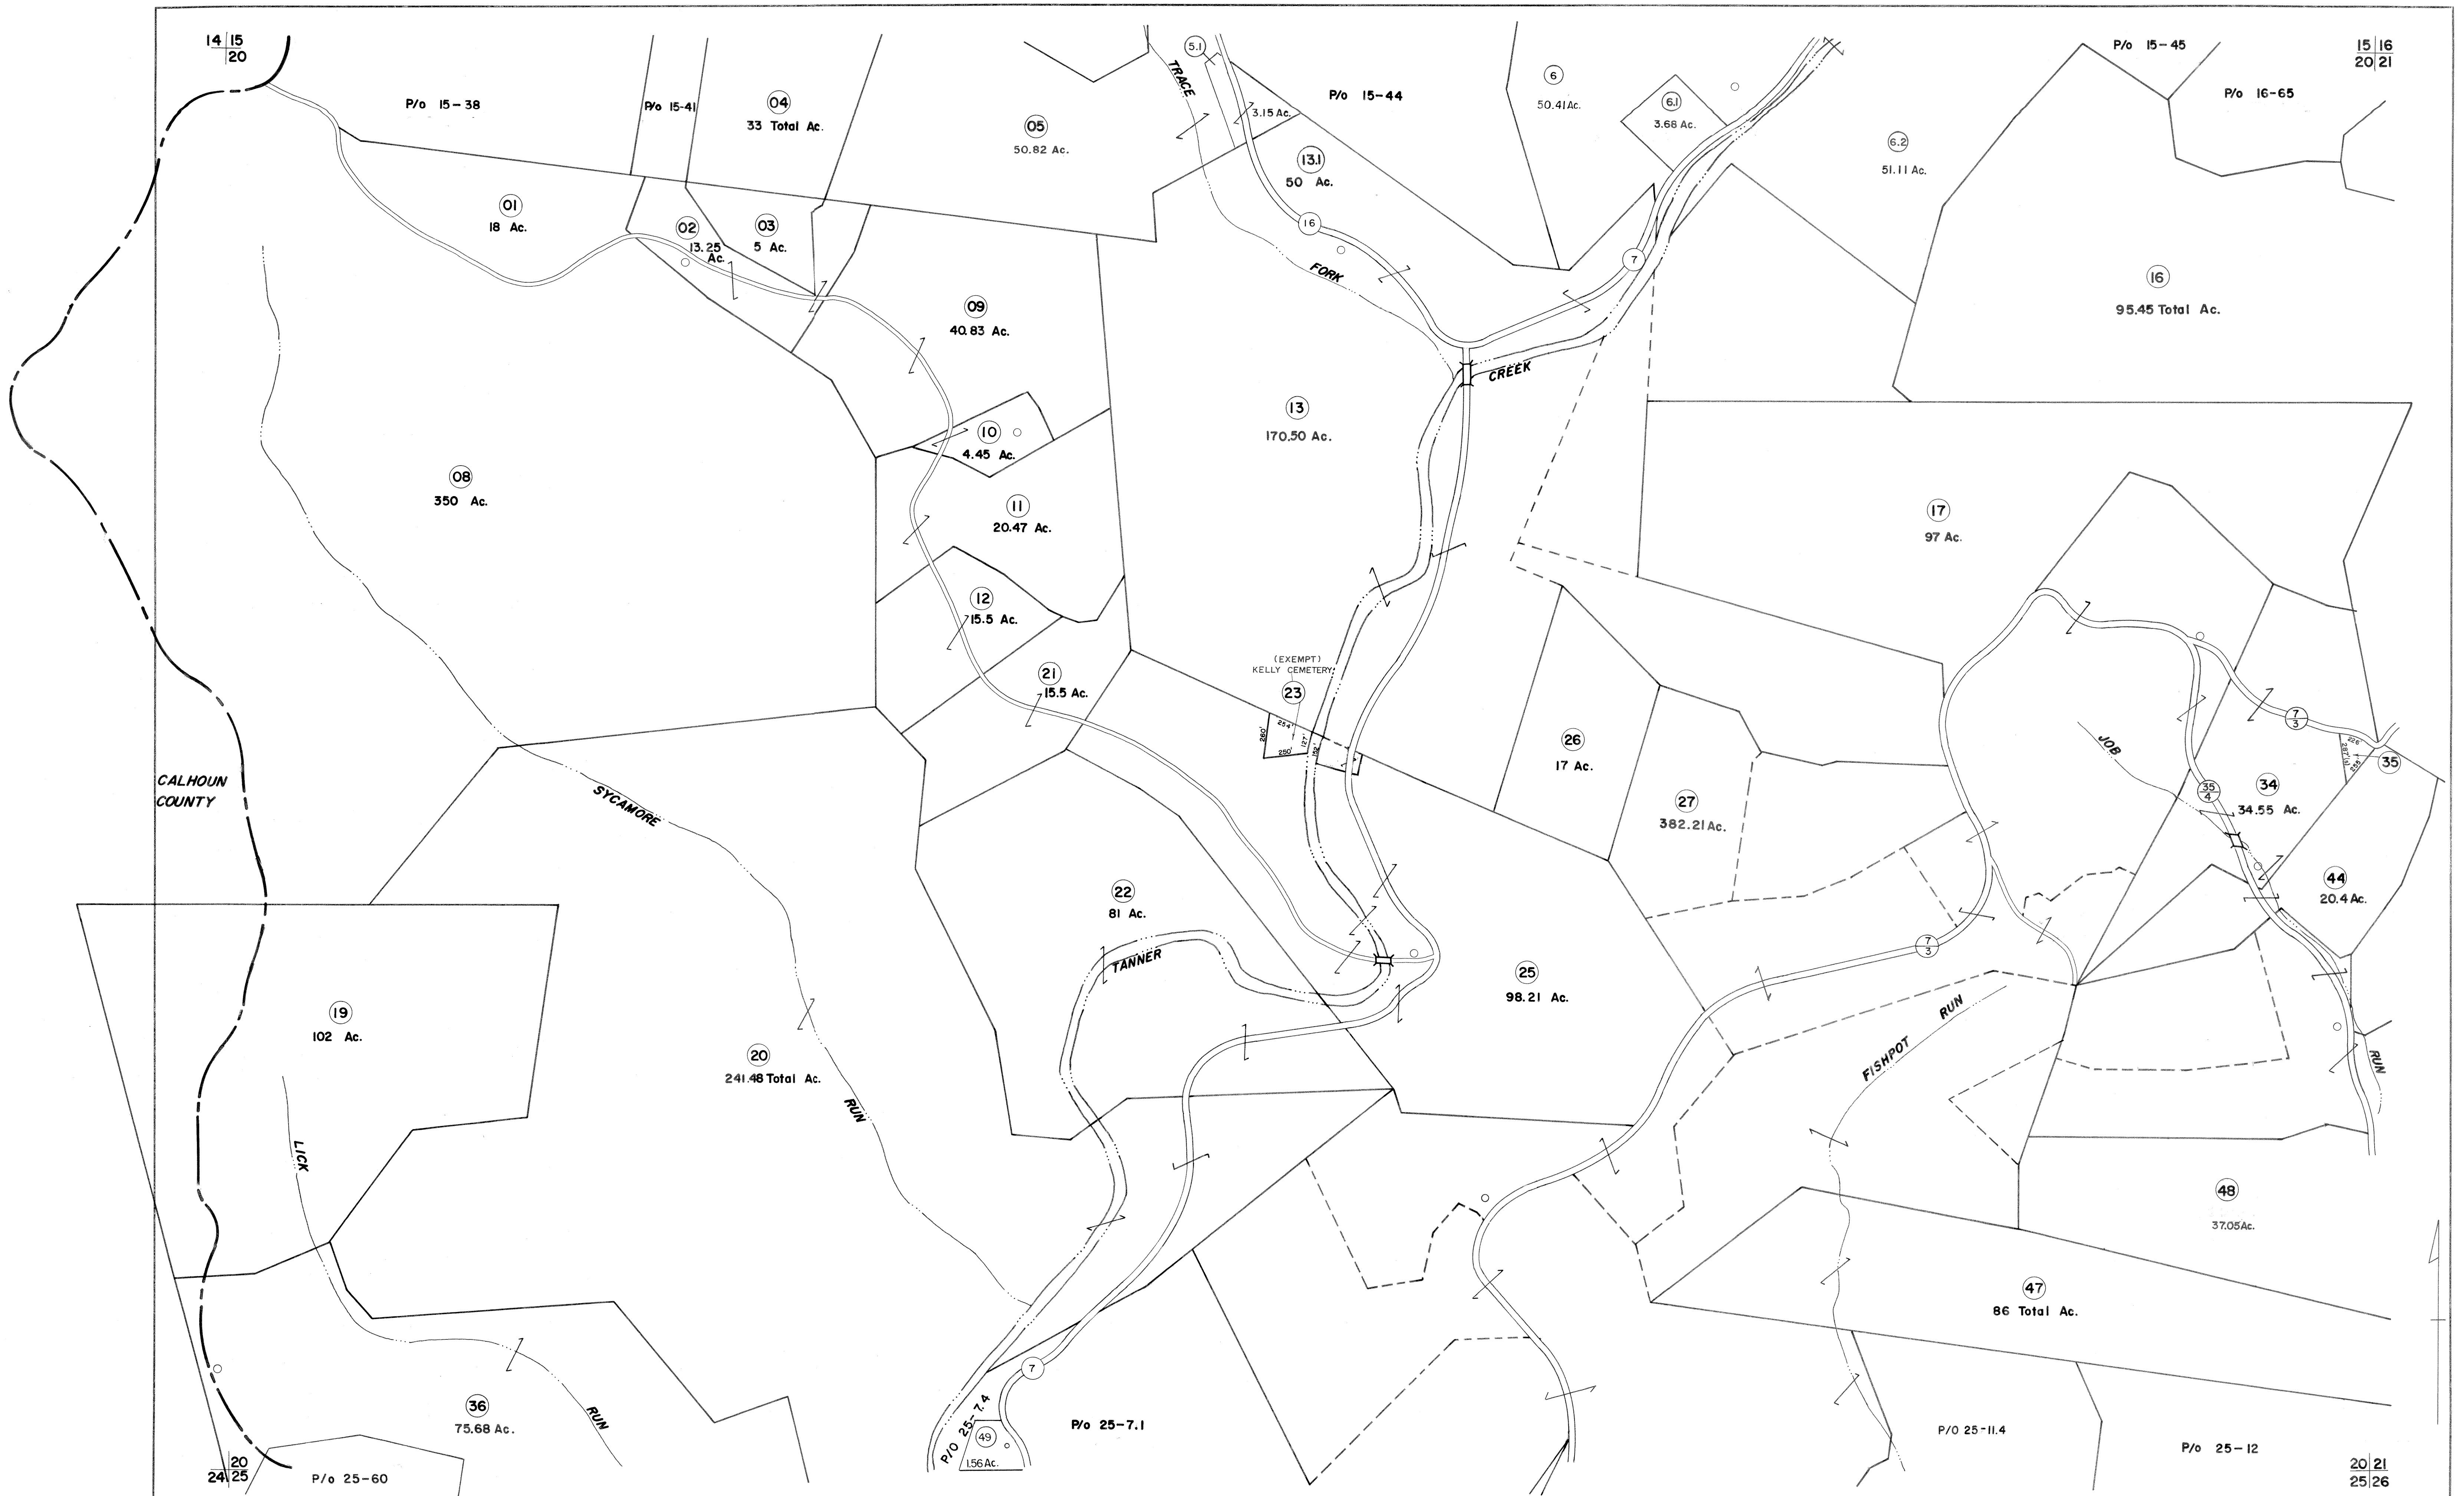 14 15
20
P/o 15-38
P/o 15-41
04
33 Total Ac.
05
50.82 Ac.
TRACE
5.1
3.15 Ac.
P/o 15-44
6
50.41 Ac.
6.1
3.68 Ac.
6.2
51.11 Ac.
P/o 15-45
P/o 16-65
15 16
20 21
01
18 Ac.
02
13.25
Ac.
03
5 Ac.
13.1
50 Ac.
16
FORK
7
16
95.45 Total Ac.
09
40.83 Ac.
CREEK
10
4.45 Ac.
13
170.50 Ac.
08
350 Ac.
11
20.47 Ac.
17
97 Ac.
12
15.5 Ac.
21
15.5 Ac.
(EXEMPT)
KELLY CEMETERY
23
254'
260'
250'
127'
152'
26
17 Ac.
27
382.21 Ac.
JOB
7
3
226
287'(s)
255'
35
35
4
34
34.55 Ac.
CALHOUN
COUNTY
SYCAMORE
22
81 Ac.
44
20.4 Ac.
TANNER
25
98.21 Ac.
7
3
19
102 Ac.
20
241.48 Total Ac.
RUN
FISHPOT
RUN
RUN
LICK
48
37.05 Ac.
47
86 Total Ac.
7
36
75.68 Ac.
RUN
P/O 25-7.4
49
1.56 Ac.
P/o 25-7.1
P/O 25-11.4
P/o 25-12
20
24 25
P/o 25-60
20 21
25 26